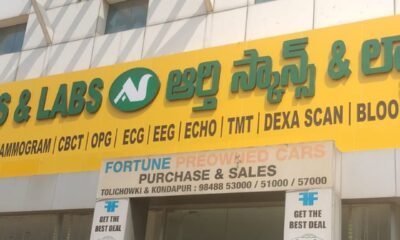 S & LABS ఆర్తి స్కాన్స్ & లా
AMMOGRAM | CBCT | OPG | ECG | EEG | ECHO | TMT | DEXA SCAN | BLOO
FORTUNE PREOWNED CARS
PURCHASE & SALES
TOLICHOWKI & KONDAPUR : 98488 53000 / 51000 / 57000
GET THE
BEST DEAL
GET THE
BEST DEAL